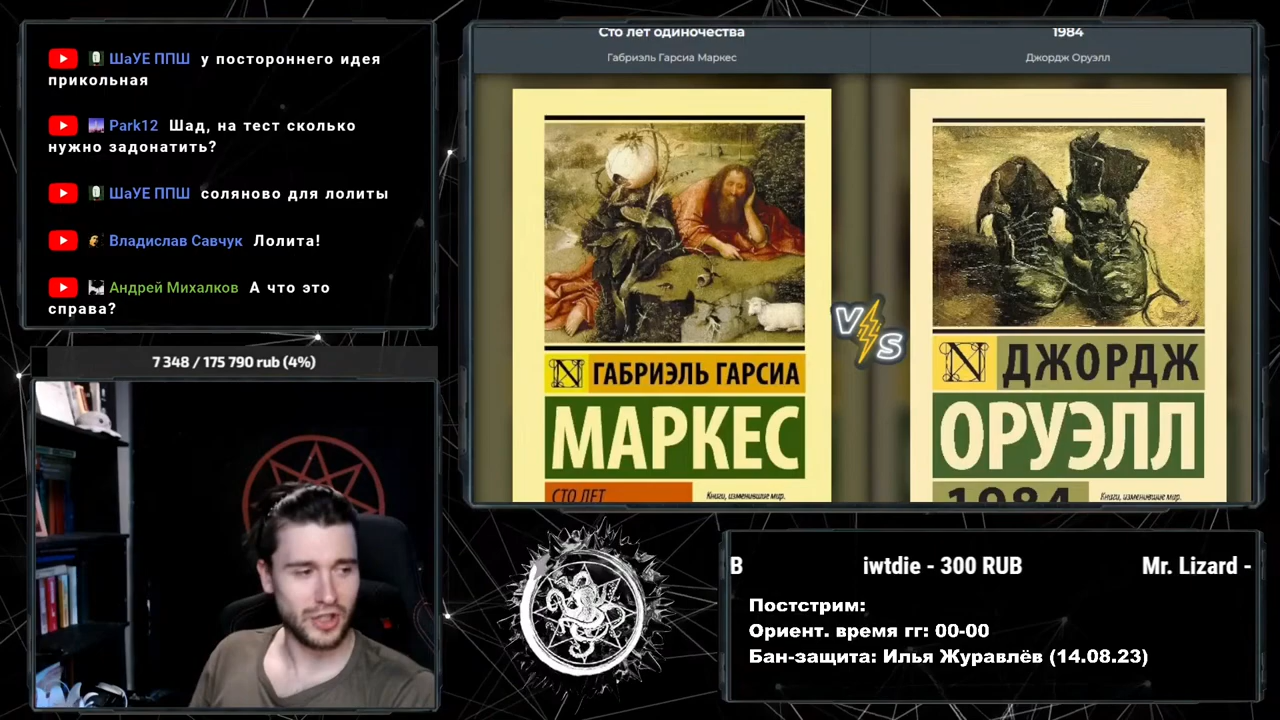 ШаУЕ ППШ у постороннего идея
прикольная
Park12 Шад, на тест сколько
нужно задонатить?
ШаУЕ ППШ соляново для лолиты
Владислав Савчук Лолита!
Андрей Михалков А что это
справа?
7 348 / 175 790 rub (4%)
Сто лет одиночества
Габриэль Гарсиа Маркес
N ГАБРИЭЛЬ ГАРСИА
МАРКЕС
СТО ЛЕТ
Книги, изменившие мир.
VS
1984
Джордж Оруэлл
N ДЖОРДЖ
ОРУЭЛЛ
1984
Книги, изменившие мир.
B iwtdie - 300 RUB Mr. Lizard -
Постстрим:
Ориент. время гг: 00-00
Бан-защита: Илья Журавлёв (14.08.23)